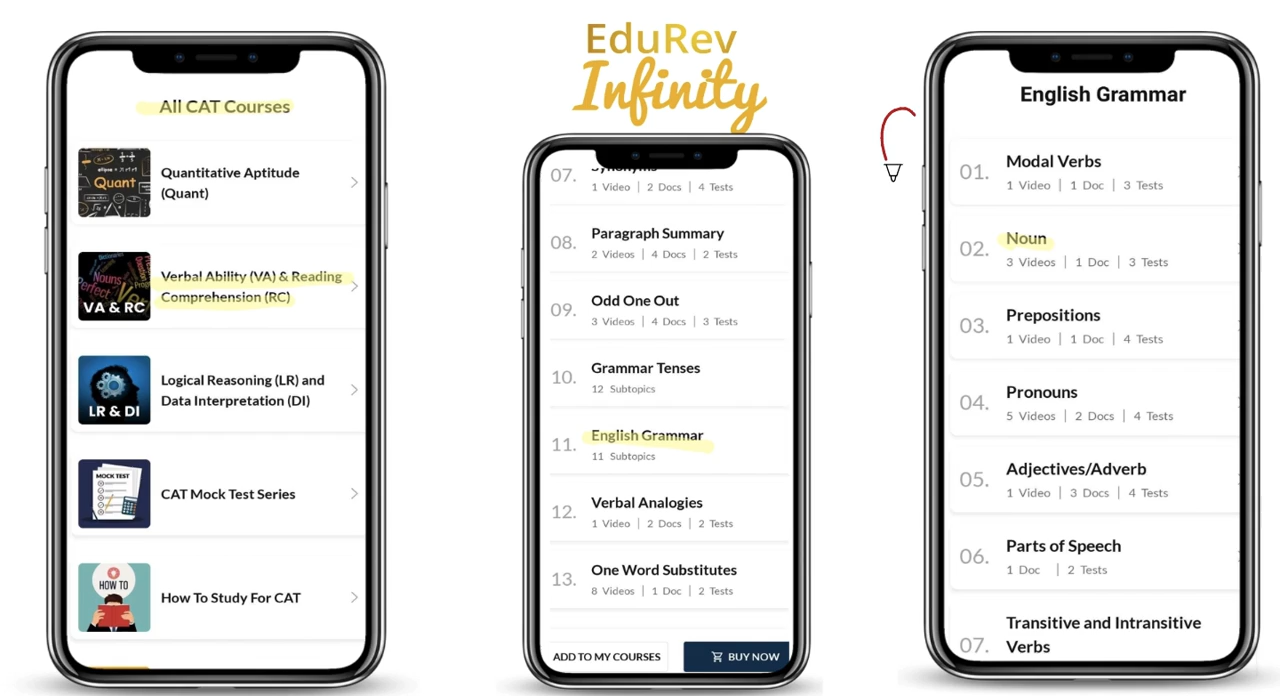 All CAT Courses
Quant
Quantitative Aptitude
(Quant)
Nouns
Perfect
VA & RC
Verbal Ability (VA) & Reading
Comprehension (RC)
LR & DI
Logical Reasoning (LR) and
Data Interpretation (DI)
MOCK TEST
CAT Mock Test Series
HOW TO
How To Study For CAT
EduRev
Infinity
07. Synonyms
1 Video | 2 Docs | 4 Tests
08. Paragraph Summary
2 Videos | 4 Docs | 2 Tests
09. Odd One Out
3 Videos | 4 Docs | 3 Tests
10. Grammar Tenses
12 Subtopics
11. English Grammar
11 Subtopics
12. Verbal Analogies
1 Video | 2 Docs | 2 Tests
13. One Word Substitutes
8 Videos | 1 Doc | 2 Tests
ADD TO MY COURSES
BUY NOW
English Grammar
01. Modal Verbs
1 Video | 1 Doc | 3 Tests
02. Noun
3 Videos | 1 Doc | 3 Tests
03. Prepositions
1 Video | 1 Doc | 4 Tests
04. Pronouns
5 Videos | 2 Docs | 4 Tests
05. Adjectives/Adverb
1 Video | 3 Docs | 4 Tests
06. Parts of Speech
1 Doc | 2 Tests
07. Transitive and Intransitive
Verbs